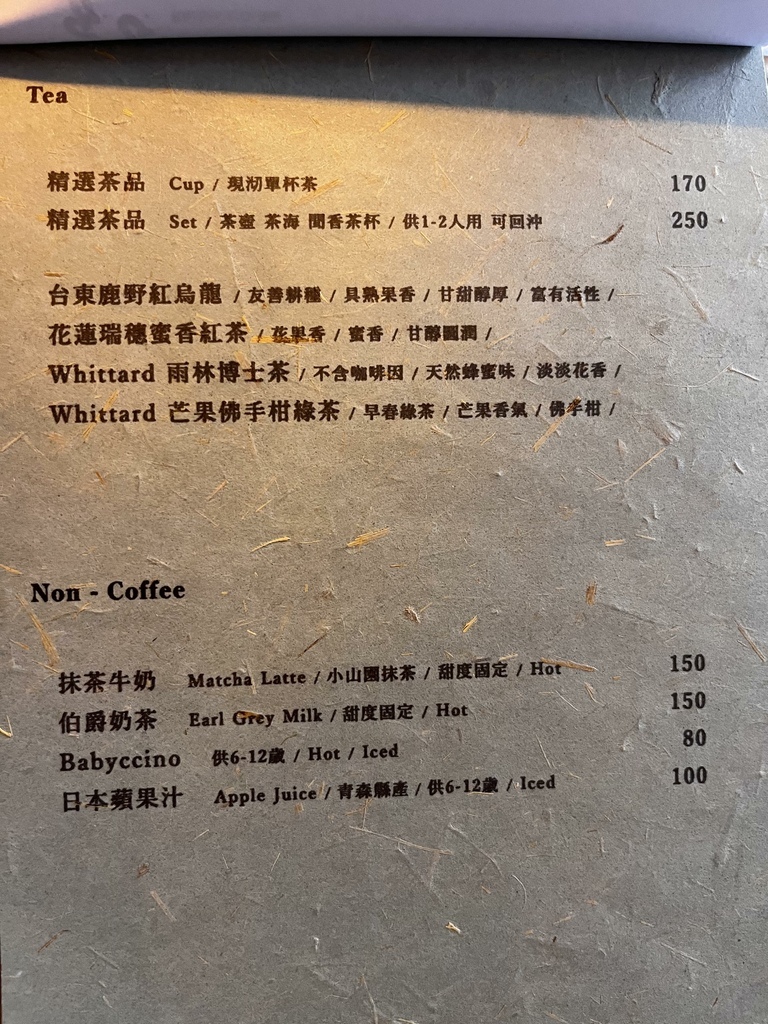 Tea
精選茶品 Cup / 現沏單杯茶 170
精選茶品 Set / 茶壺 茶海 聞香茶杯 / 供1-2人用 可回沖 250
台東鹿野紅烏龍 / 友善耕種 / 具熟果香 / 甘甜醇厚 / 富有活性 /
花蓮瑞穗蜜香紅茶 / 花果香 / 蜜香 / 甘醇圓潤 /
Whittard 雨林博士茶 / 不含咖啡因 / 天然蜂蜜味 / 淡淡花香 /
Whittard 芒果佛手柑綠茶 / 早春綠茶 / 芒果香氣 / 佛手柑 /
Non - Coffee
抹茶牛奶 Matcha Latte / 小山園抹茶 / 甜度固定 / Hot 150
伯爵奶茶 Earl Grey Milk / 甜度固定 / Hot 150
Babyccino 供6-12歲 / Hot / Iced 80
日本蘋果汁 Apple Juice / 青森縣產 / 供6-12歲 / Iced 100